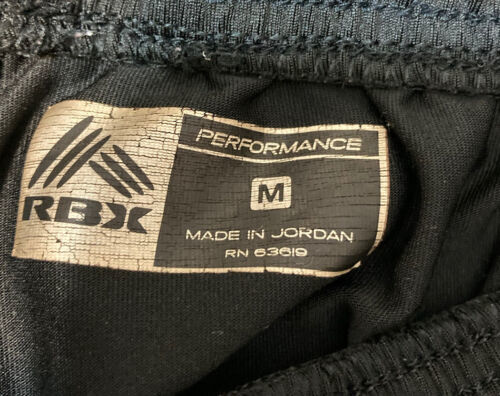 RBX
PERFORMANCE
M
MADE IN JORDAN
RN 63619